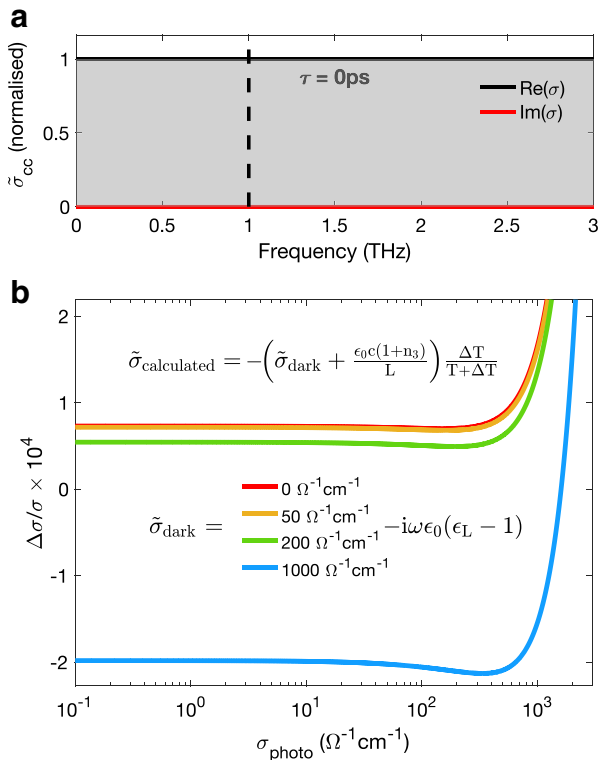 a
σ̃cc (normalised)
1
0.5
0
τ = 0ps
Re(σ)
Im(σ)
0 0.5 1 1.5 2 2.5 3
Frequency (THz)
b
Δσ/σ × 10⁴
2
1
0
-1
-2
σ̃calculated = −(σ̃dark + ϵ₀c(1+n₃)/L) ΔT/(T+ΔT)
σ̃dark =
0 Ω⁻¹cm⁻¹
50 Ω⁻¹cm⁻¹
200 Ω⁻¹cm⁻¹
1000 Ω⁻¹cm⁻¹
−iωϵ₀(ϵL − 1)
10⁻¹ 10⁰ 10¹ 10² 10³
σphoto (Ω⁻¹cm⁻¹)